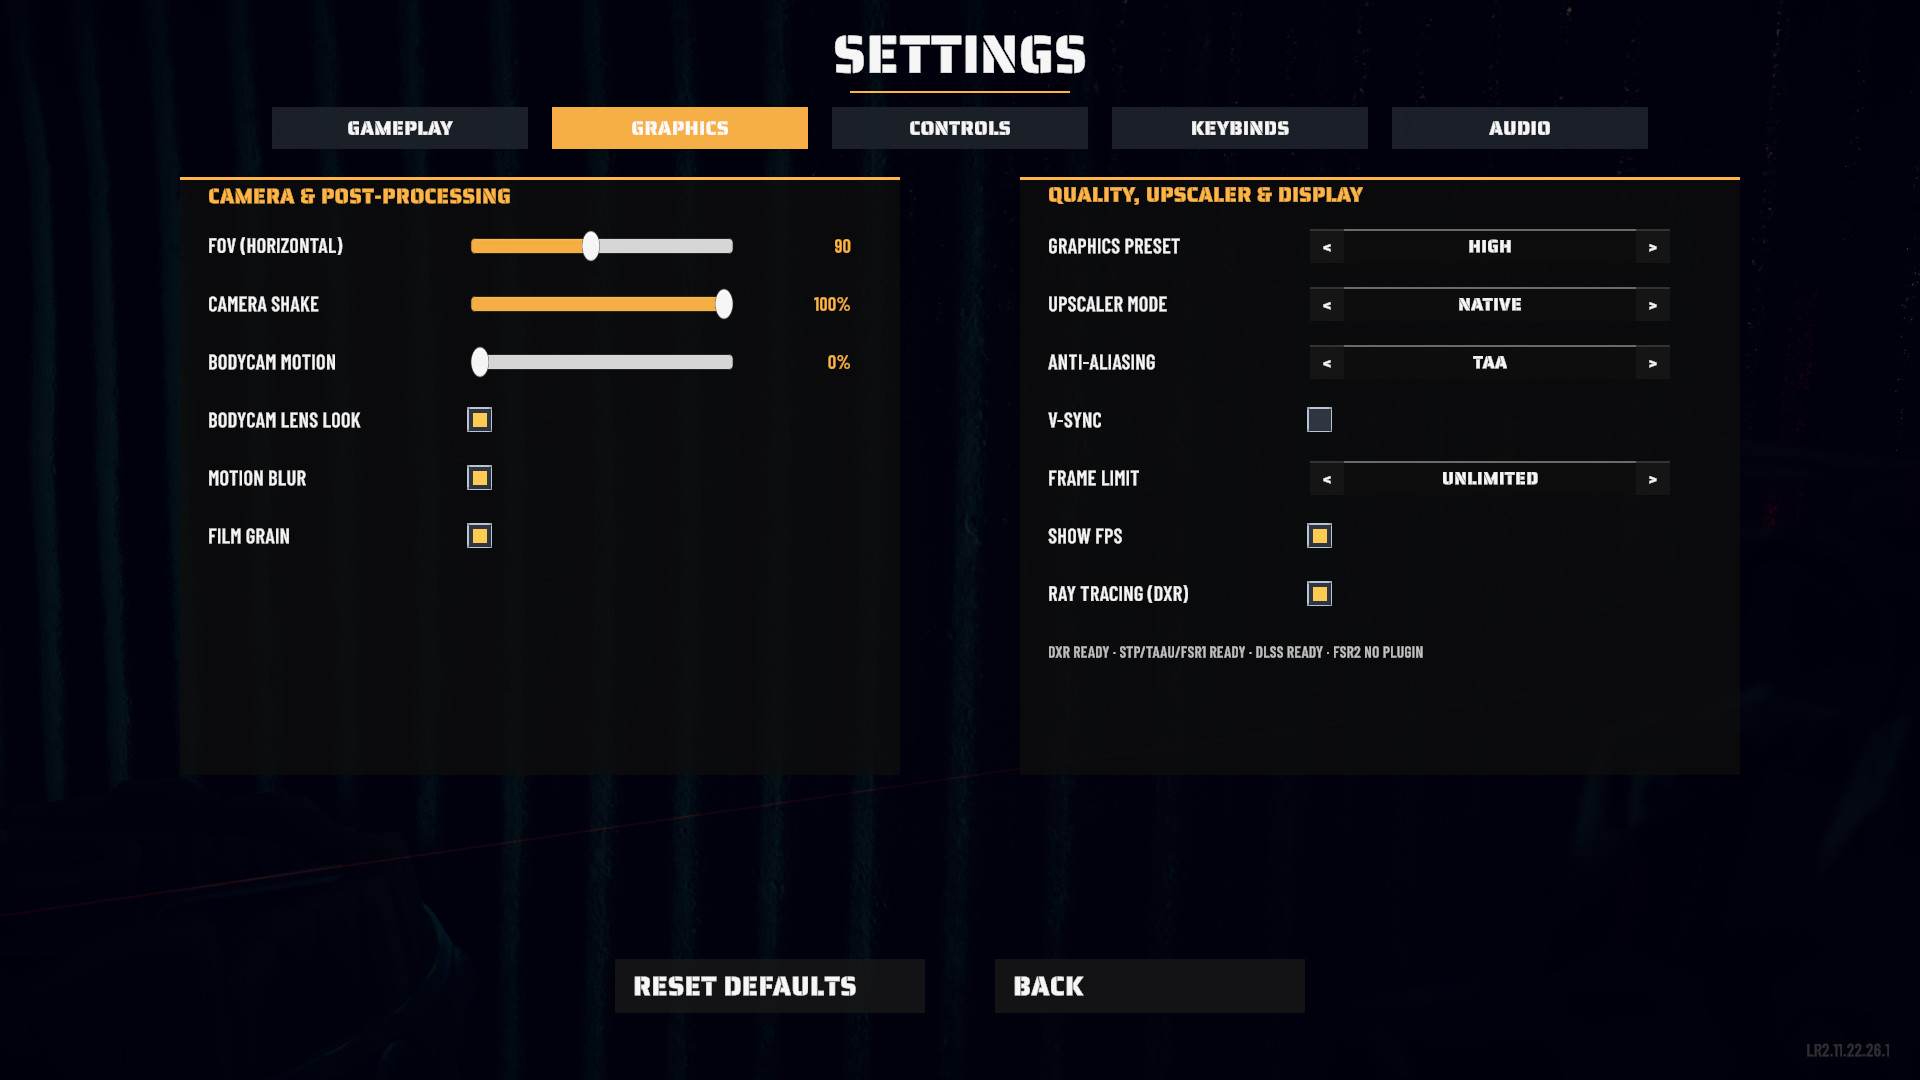 SETTINGS
GAMEPLAY
GRAPHICS
CONTROLS
KEYBINDS
AUDIO
CAMERA & POST-PROCESSING
FOV (HORIZONTAL) 90
CAMERA SHAKE 100%
BODYCAM MOTION 0%
BODYCAM LENS LOOK
MOTION BLUR
FILM GRAIN
QUALITY, UPSCALER & DISPLAY
GRAPHICS PRESET < HIGH >
UPSCALER MODE < NATIVE >
ANTI-ALIASING < TAA >
V-SYNC
FRAME LIMIT < UNLIMITED >
SHOW FPS
RAY TRACING (DXR)
DXR READY · STP/TAAU/FSR1 READY · DLSS READY · FSR2 NO PLUGIN
RESET DEFAULTS
BACK
LR2.11.22.26.1